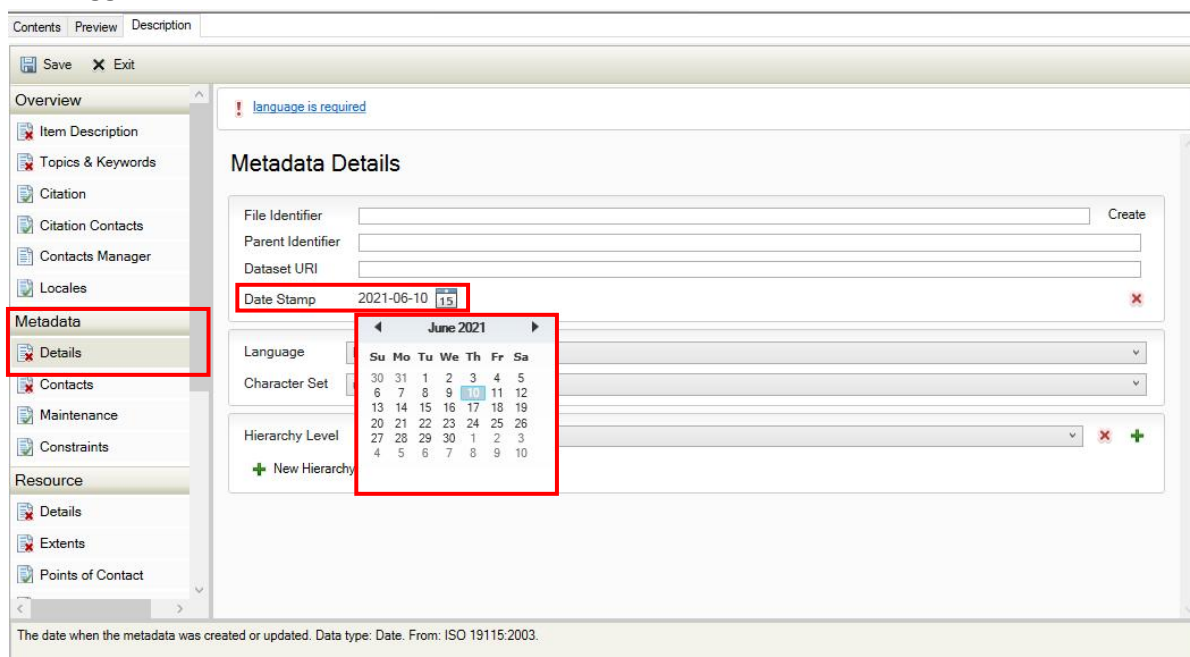 Contents Preview Description
Save Exit
Overview
Item Description
Topics & Keywords
Citation
Citation Contacts
Contacts Manager
Locales
Metadata
Details
Contacts
Maintenance
Constraints
Resource
Details
Extents
Points of Contact
! language is required
Metadata Details
File Identifier Create
Parent Identifier
Dataset URI
Date Stamp 2021-06-10 15
June 2021
Su Mo Tu We Th Fr Sa
30 31 1 2 3 4 5
6 7 8 9 10 11 12
13 14 15 16 17 18 19
20 21 22 23 24 25 26
27 28 29 30 1 2 3
4 5 6 7 8 9 10
Language
Character Set
Hierarchy Level
New Hierarchy
The date when the metadata was created or updated. Data type: Date. From: ISO 19115:2003.